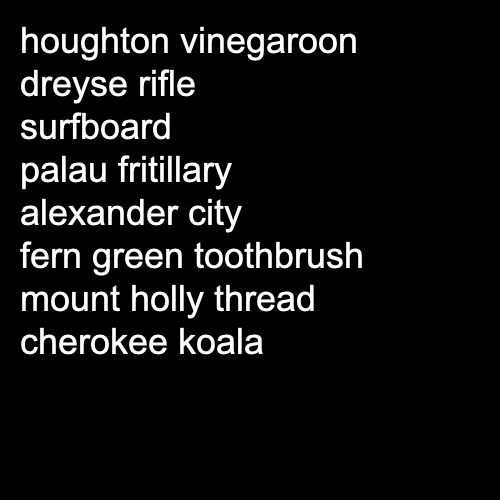 houghton vinegaroon
dreyse rifle
surfboard
palau fritillary
alexander city
fern green toothbrush
mount holly thread
cherokee koala